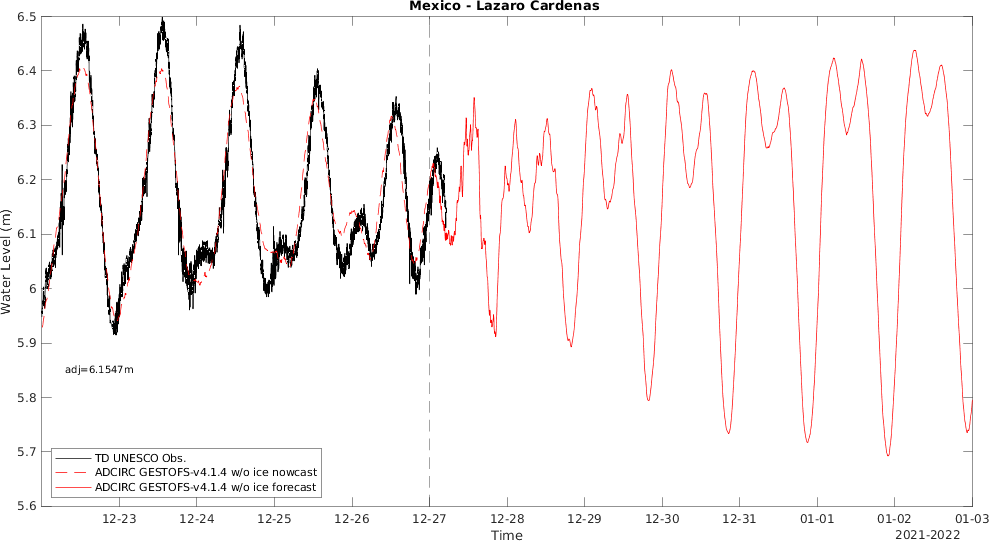 Mexico - Lazaro Cardenas
6.5
6.4
6.3
6.2
6.1
6
5.9
5.8
5.7
5.6
Water Level (m)
adj=6.1547m
TD UNESCO Obs.
ADCIRC GESTOFS-v4.1.4 w/o ice nowcast
ADCIRC GESTOFS-v4.1.4 w/o ice forecast
12-23 12-24 12-25 12-26 12-27 12-28 12-29 12-30 12-31 01-01 01-02 01-03
Time
2021-2022